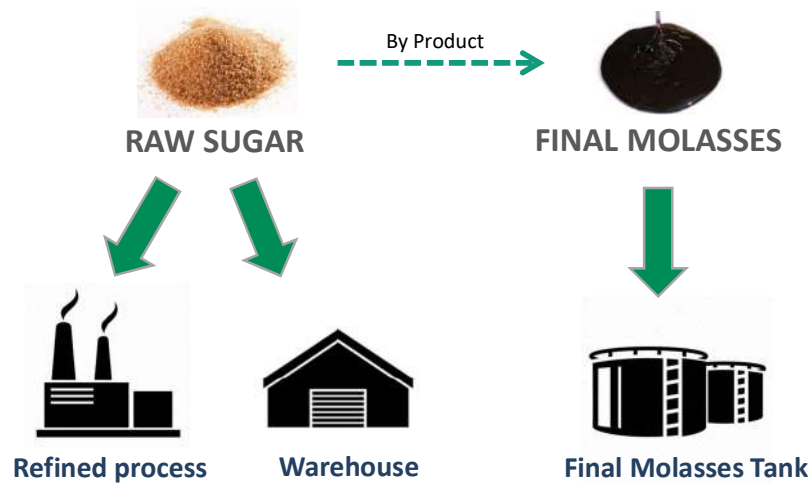 By Product
RAW SUGAR
FINAL MOLASSES
Refined process
Warehouse
Final Molasses Tank